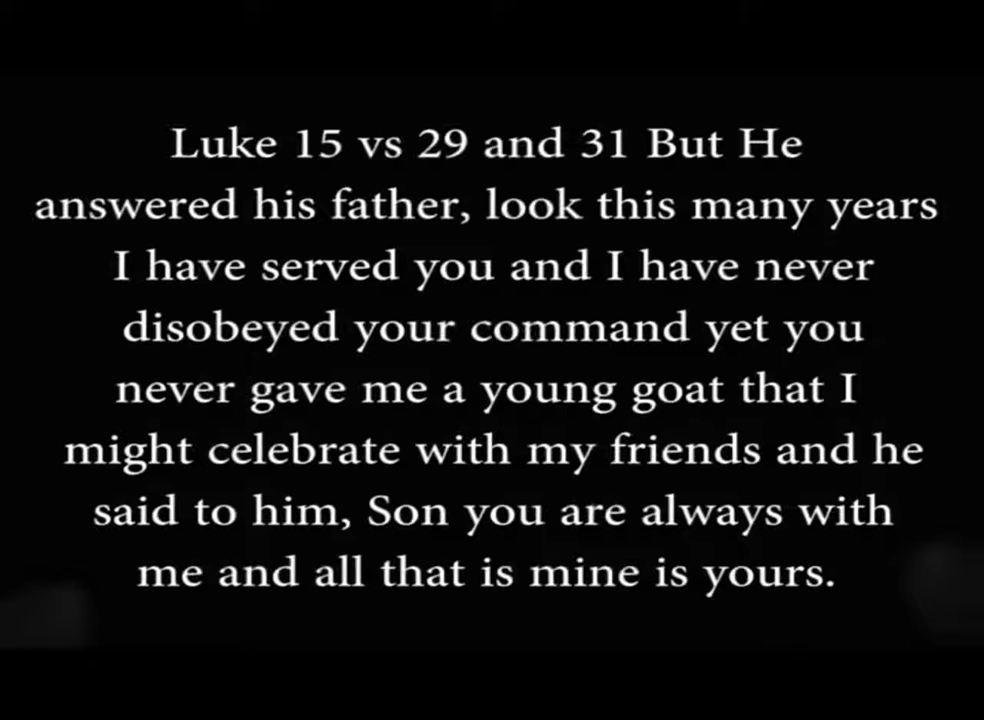 Luke 15 vs 29 and 31 But He
answered his father, look this many years
I have served you and I have never
disobeyed your command yet you
never gave me a young goat that I
might celebrate with my friends and he
said to him, Son you are always with
me and all that is mine is yours.